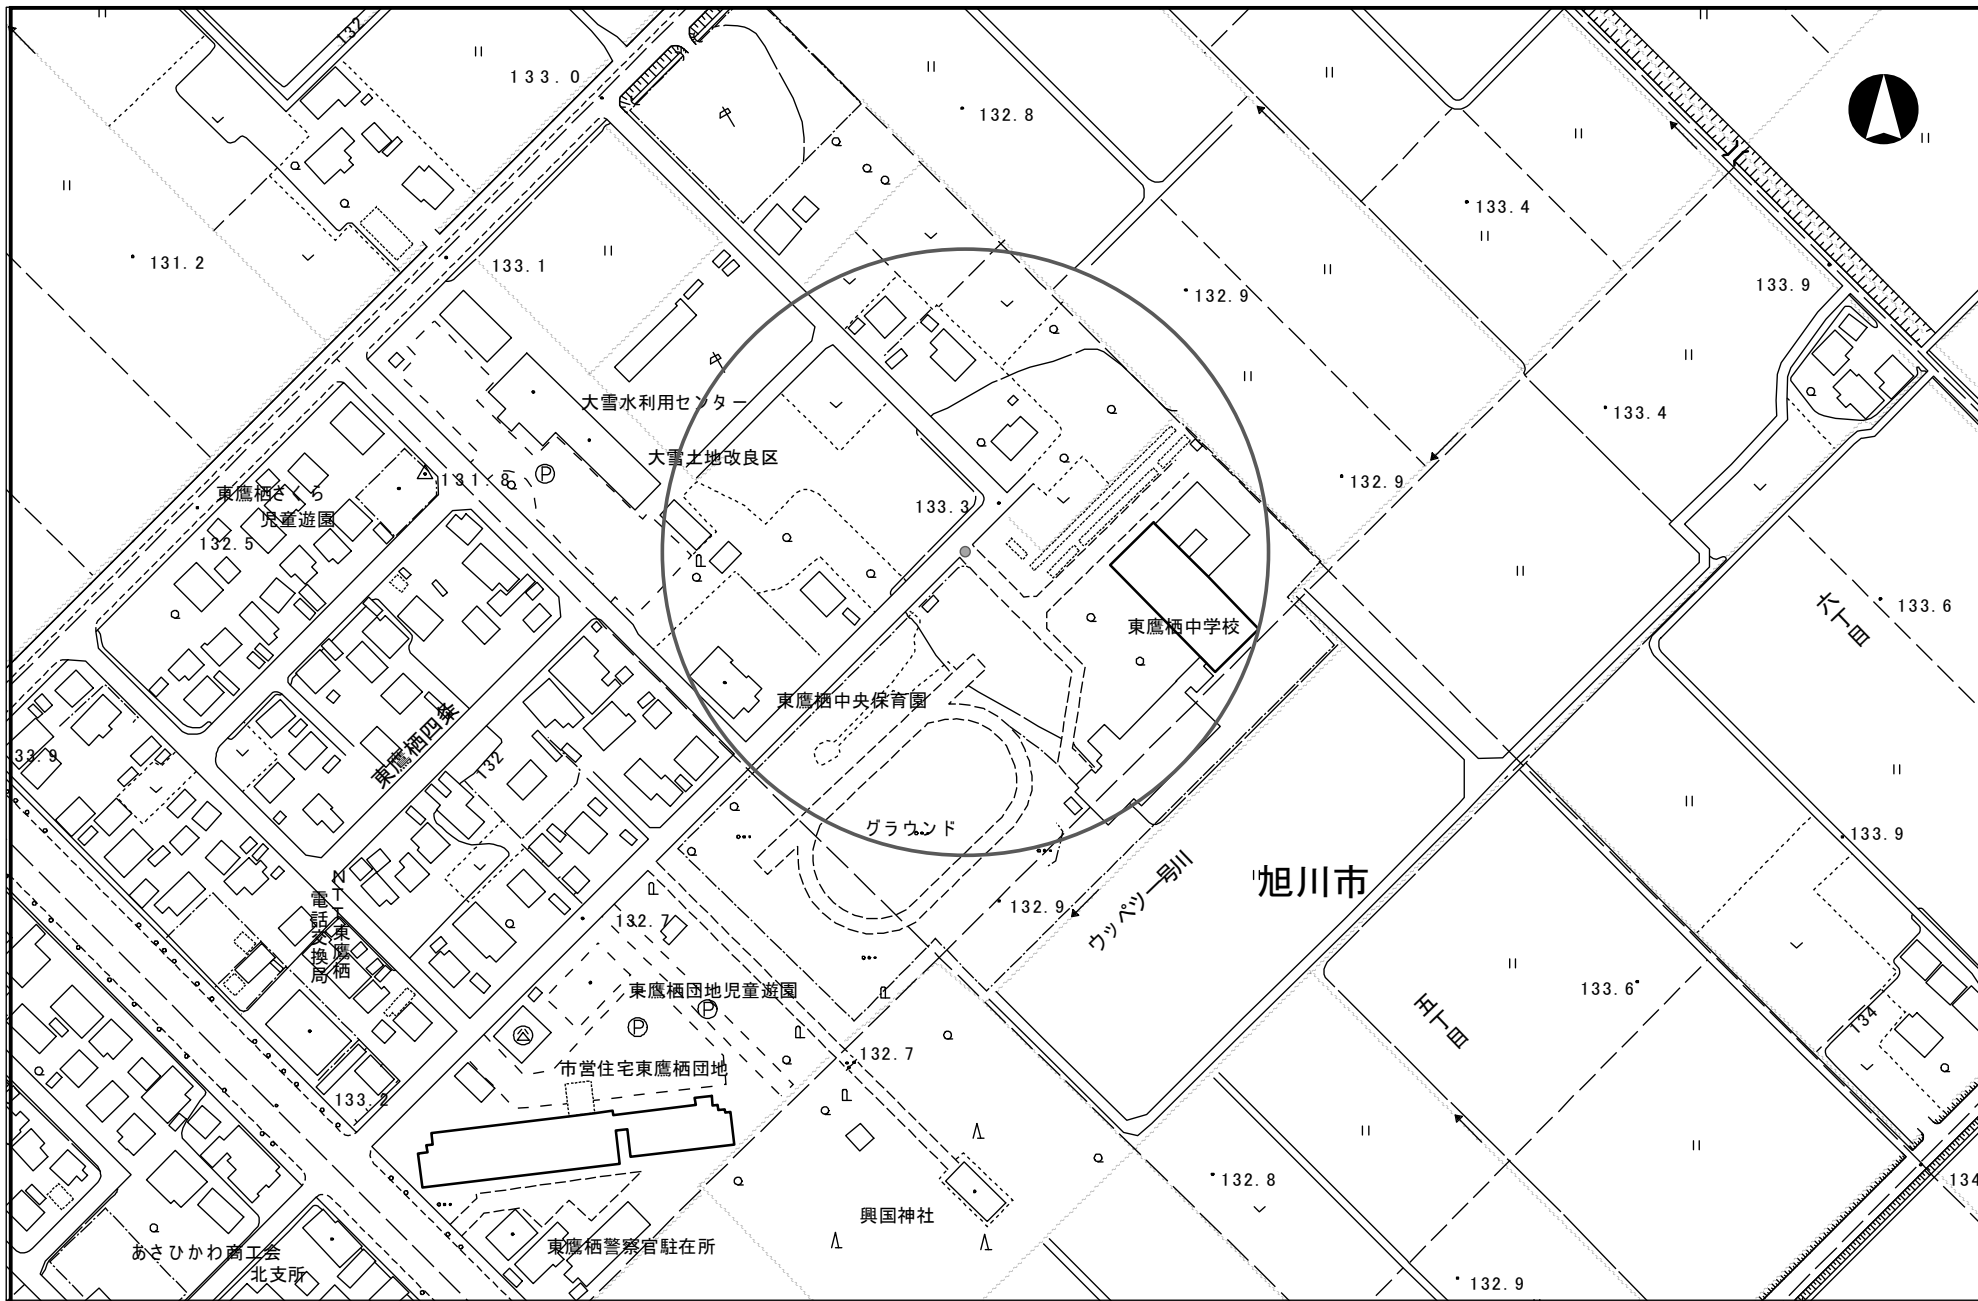 132
133.0
132.8
133.4
131.2
133.1
132.9
133.9
大雪水利用センター
133.4
大雪土地改良区
131.8
132.9
東鷹栖さくら
児童遊園
133.3
132.5
P
六丁目
133.6
東鷹栖中学校
東鷹栖中央保育園
東鷹栖四条
132
33.9
グラウンド
133.9
旭川市
ウッペツ一号川
NTT東鷹栖
電話交換局
132.7
132.9
東鷹栖団地児童遊園
P
P
133.6
五丁目
134
132.7
市営住宅東鷹栖団地
133.2
132.8
134
興国神社
東鷹栖警察官駐在所
あさひかわ商工会
北支所
132.9